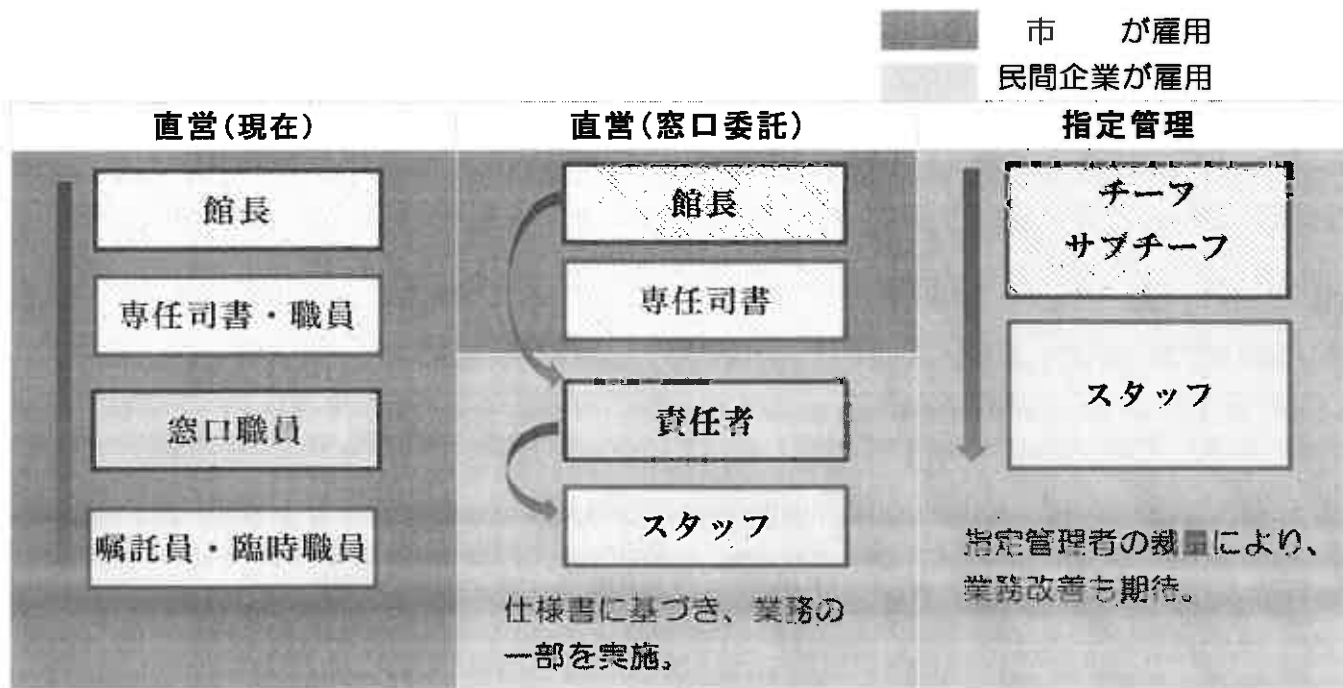 市 が雇用
民間企業が雇用
直営(現在)
館長
専任司書・職員
窓口職員
嘱託員・臨時職員
直営(窓口委託)
館長
専任司書
責任者
スタッフ
仕様書に基づき、業務の
一部を実施。
指定管理
チーフ
サブチーフ
スタッフ
指定管理者の裁量により、
業務改善も期待。